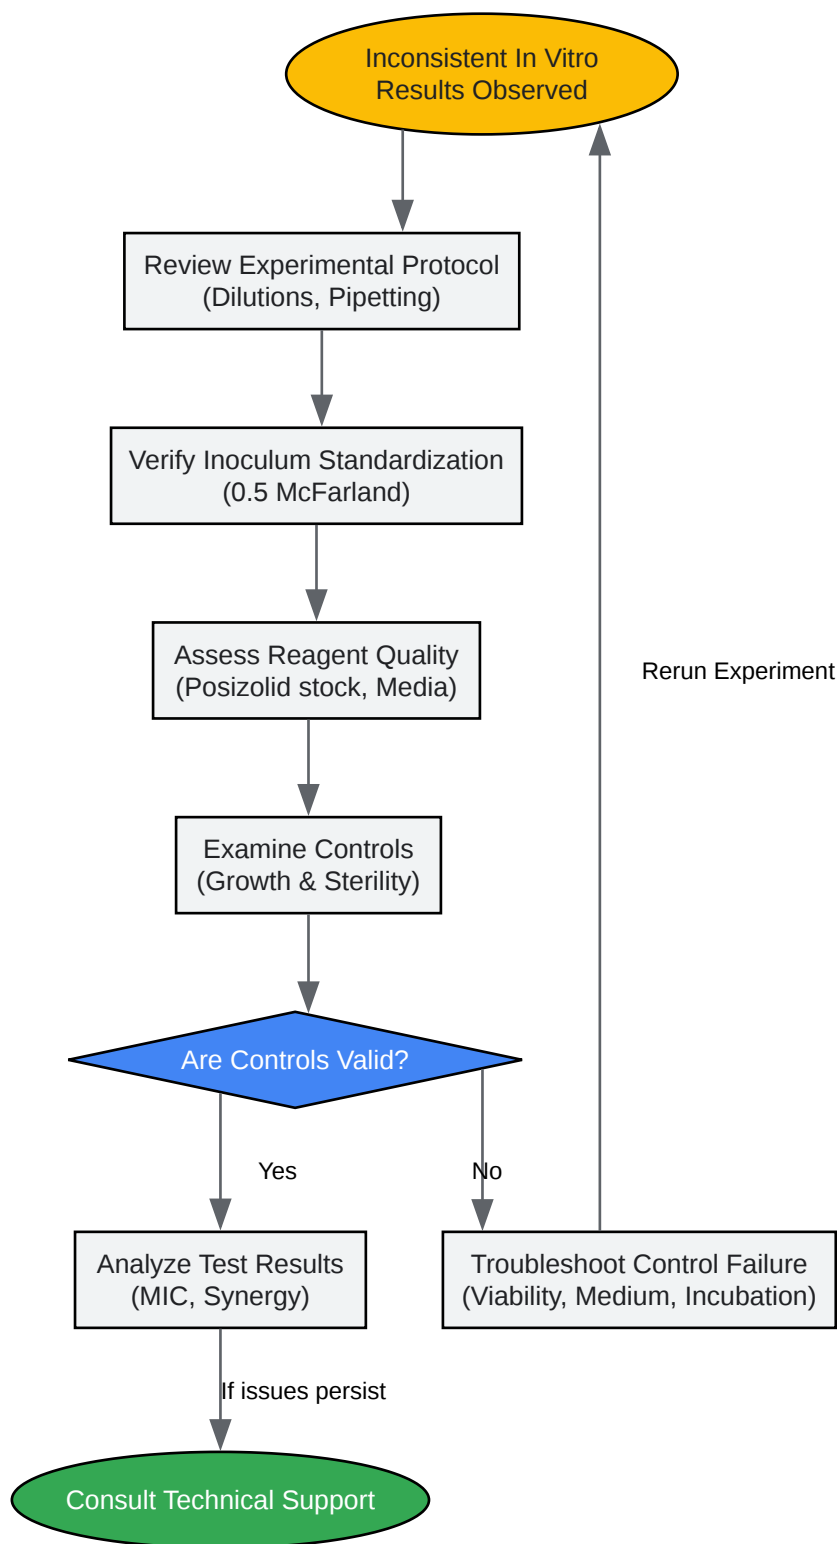 Inconsistent In Vitro
Results Observed
Review Experimental Protocol
(Dilutions, Pipetting)
Verify Inoculum Standardization
(0.5 McFarland)
Assess Reagent Quality
(Posizolid stock, Media)
Rerun Experiment
Examine Controls
(Growth & Sterility)
Are Controls Valid?
Yes
No
Analyze Test Results
(MIC, Synergy)
Troubleshoot Control Failure
(Viability, Medium, Incubation)
If issues persist
Consult Technical Support